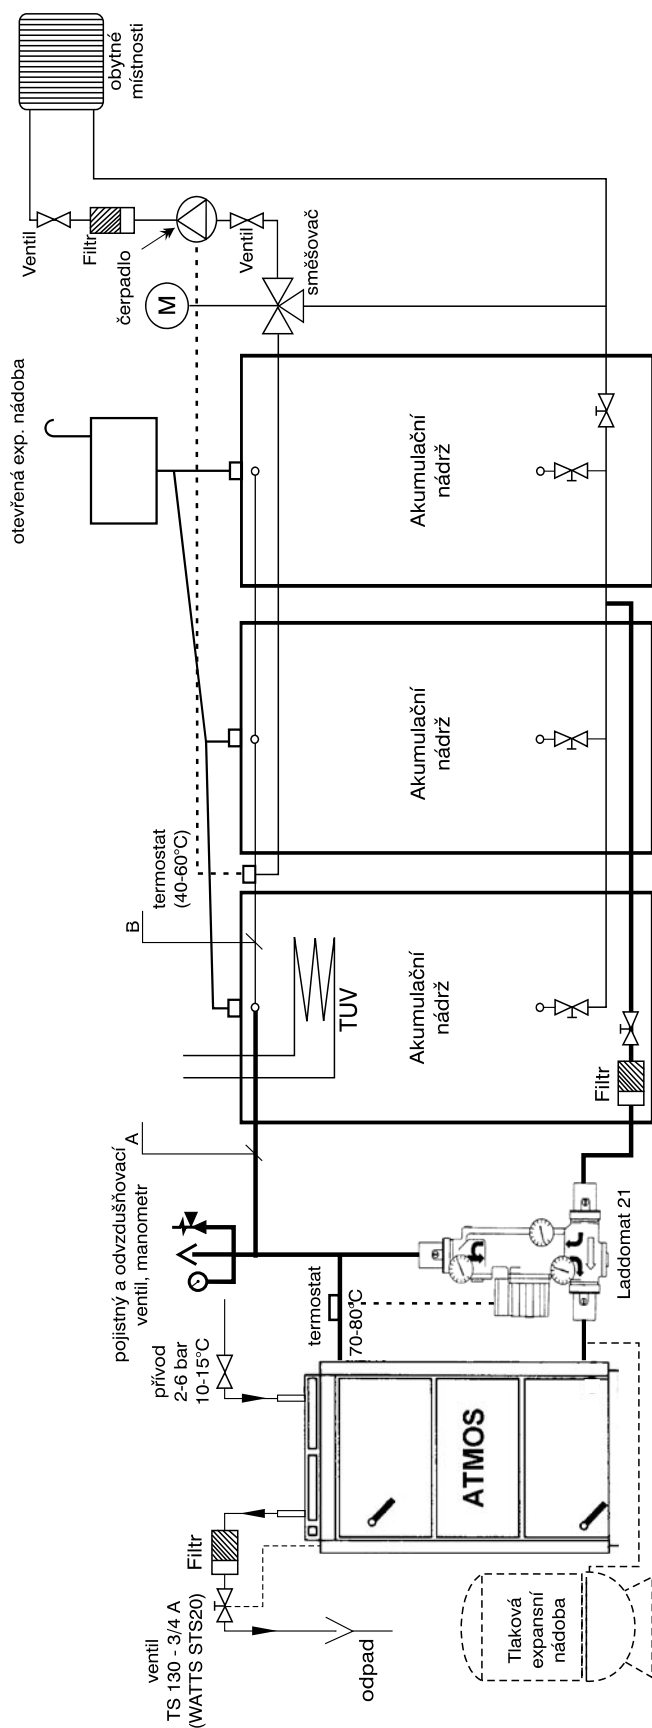 ventil
TS 130 - 3/4 A
(WATTS STS20)
Filtr
odpad
Tlaková
expansní
nádoba
přívod
2-6 bar
10-15°C
ATMOS
pojistný a odvzdušňovací
ventil, manometr
termostat
70-80°C
Laddomat 21
A
Filtr
TUV
Akumulační
nádrž
B
termostat
(40-60°C)
Akumulační
nádrž
Akumulační
nádrž
otevřená exp. nádoba
M
čerpadlo
směšovač
Ventil
Filtr
Ventil
obytné
místnosti